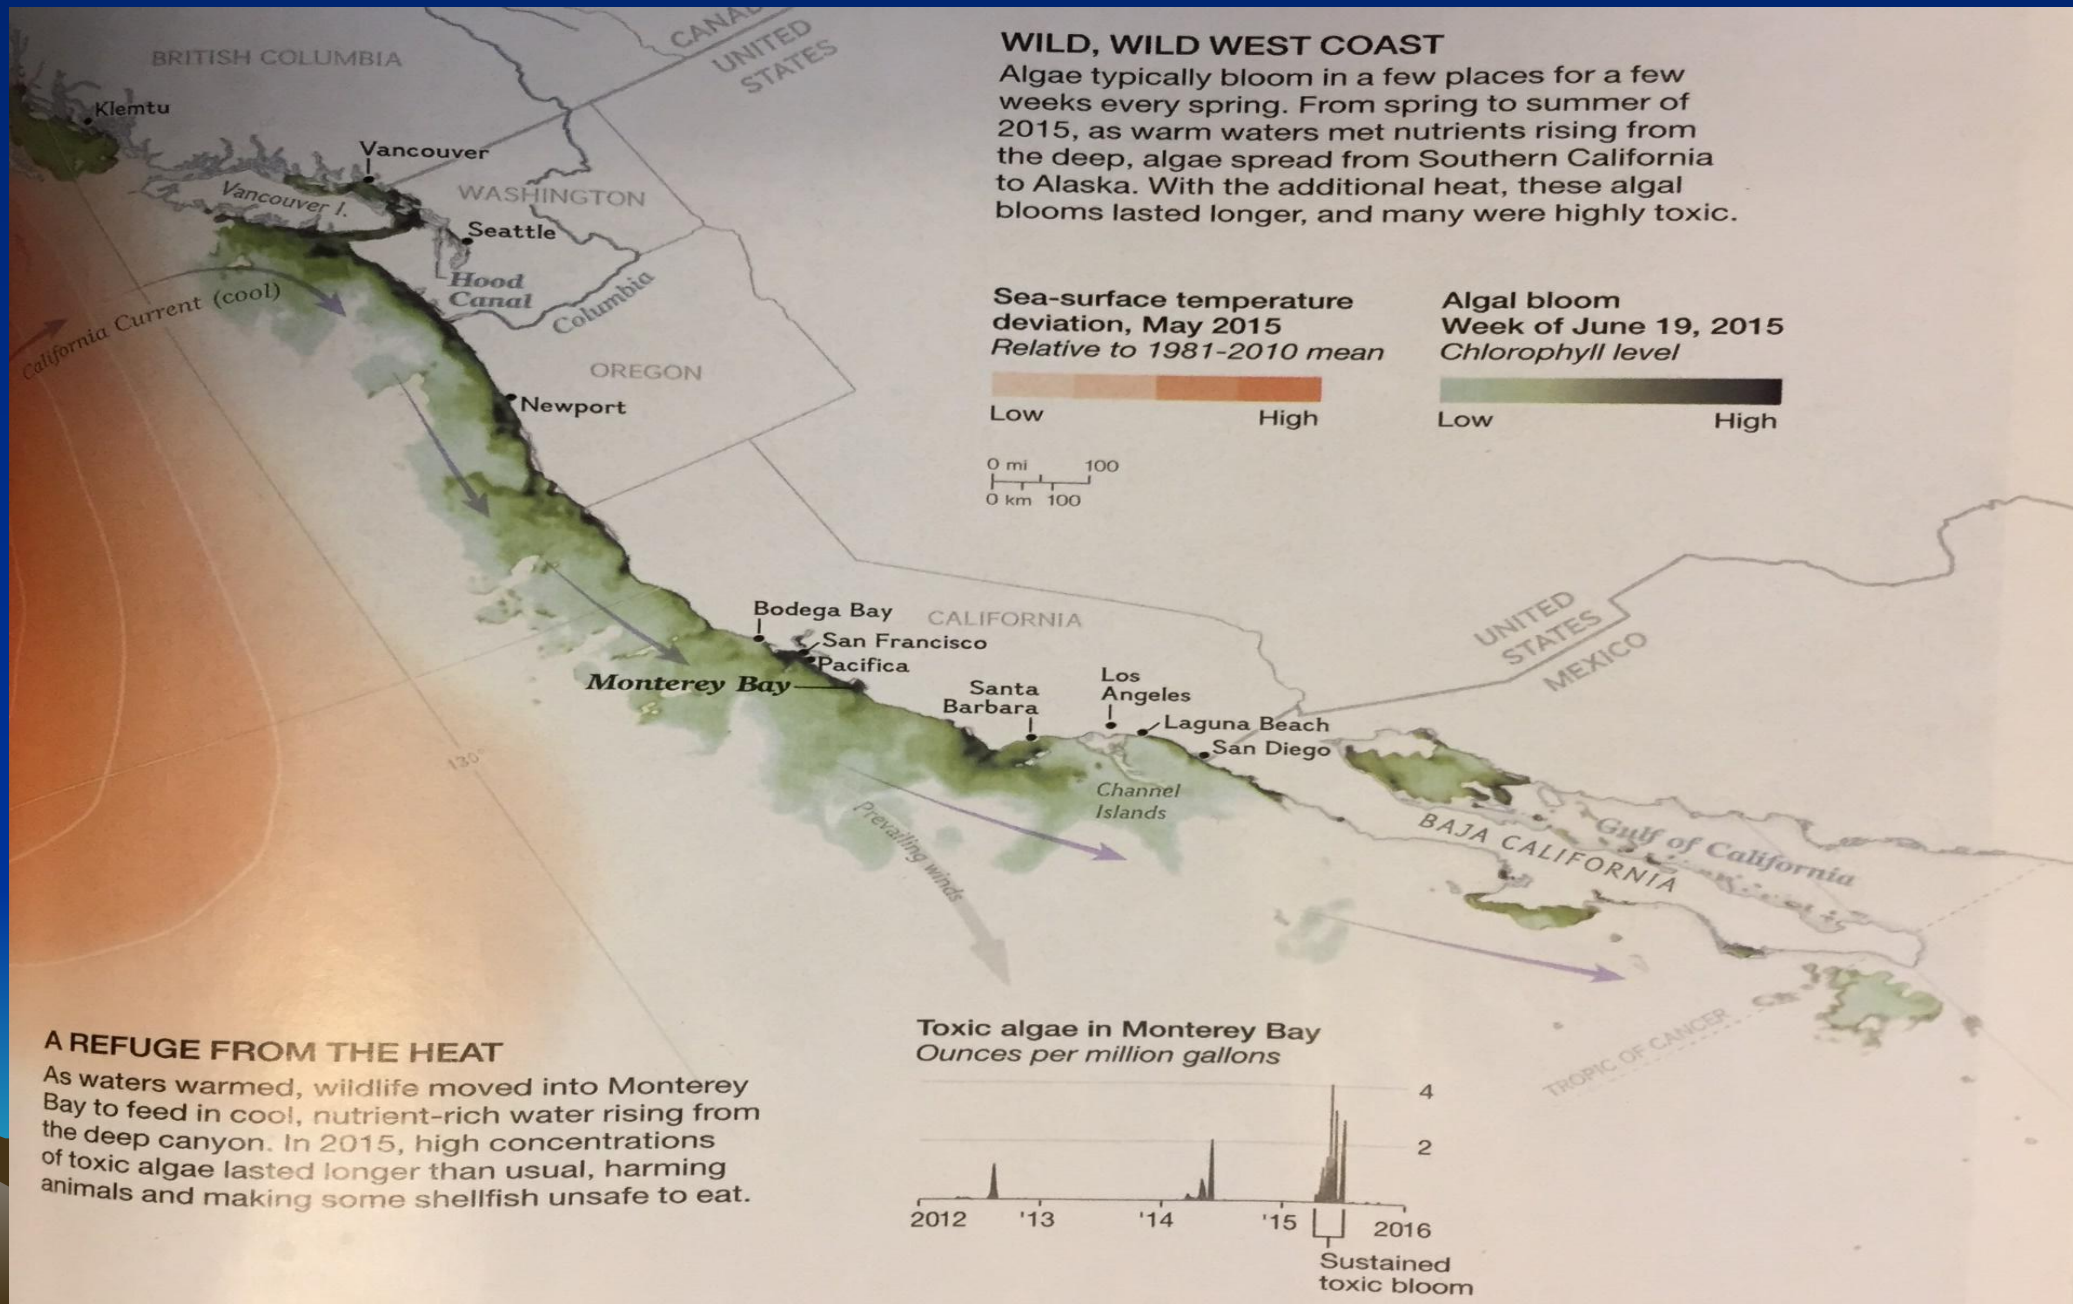 BRITISH COLUMBIA
UNITED
STATES
Klemtu
Vancouver
Vancouver I.
WASHINGTON
Seattle
Hood
Canal
Columbia
California Current (cool)
OREGON
Newport
WILD, WILD WEST COAST
Algae typically bloom in a few places for a few
weeks every spring. From spring to summer of
2015, as warm waters met nutrients rising from
the deep, algae spread from Southern California
to Alaska. With the additional heat, these algal
blooms lasted longer, and many were highly toxic.
Sea-surface temperature
deviation, May 2015
Relative to 1981-2010 mean
Low High
Algal bloom
Week of June 19, 2015
Chlorophyll level
Low High
0 mi 100
0 km 100
Bodega Bay
CALIFORNIA
San Francisco
Pacifica
Monterey Bay
Santa
Barbara
Los
Angeles
Laguna Beach
San Diego
Channel
Islands
UNITED
STATES
MEXICO
130°
Prevailing winds
BAJA CALIFORNIA
Gulf of California
TROPIC OF CANCER
A REFUGE FROM THE HEAT
As waters warmed, wildlife moved into Monterey
Bay to feed in cool, nutrient-rich water rising from
the deep canyon. In 2015, high concentrations
of toxic algae lasted longer than usual, harming
animals and making some shellfish unsafe to eat.
Toxic algae in Monterey Bay
Ounces per million gallons
4
2
2012 '13 '14 '15 2016
Sustained
toxic bloom